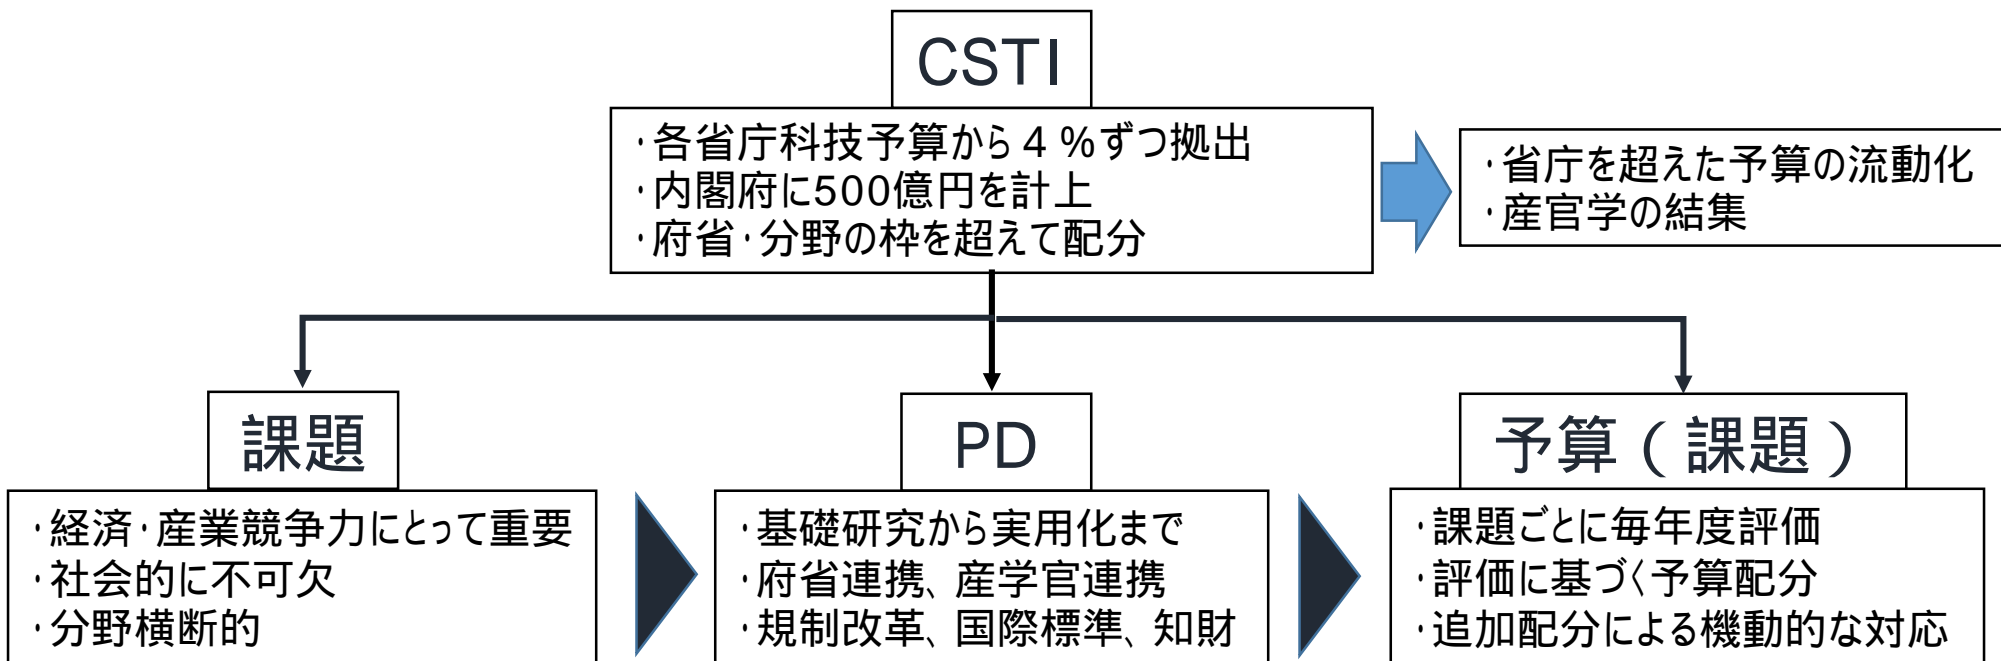 CSTI
・各省庁科技予算から４％ずつ拠出
・内閣府に500億円を計上
・府省・分野の枠を超えて配分
・省庁を超えた予算の流動化
・産官学の結集
課題
・経済・産業競争力にとって重要
・社会的に不可欠
・分野横断的
PD
・基礎研究から実用化まで
・府省連携、産学官連携
・規制改革、国際標準、知財
予算（課題）
・課題ごとに毎年度評価
・評価に基づく予算配分
・追加配分による機動的な対応